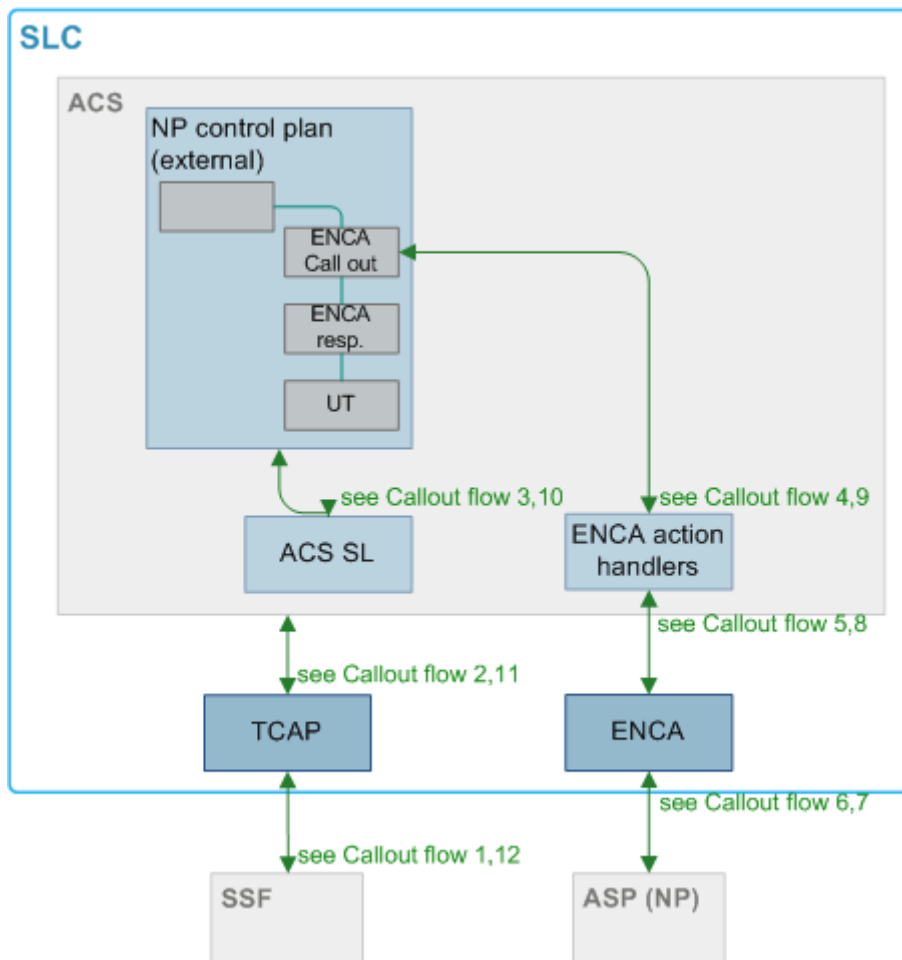 SLC
ACS
NP control plan
(external)
ENCA
Call out
ENCA
resp.
UT
see Callout flow 3,10
see Callout flow 4,9
ACS SL
ENCA action
handlers
see Callout flow 5,8
see Callout flow 2,11
TCAP
ENCA
see Callout flow 6,7
see Callout flow 1,12
SSF
ASP (NP)